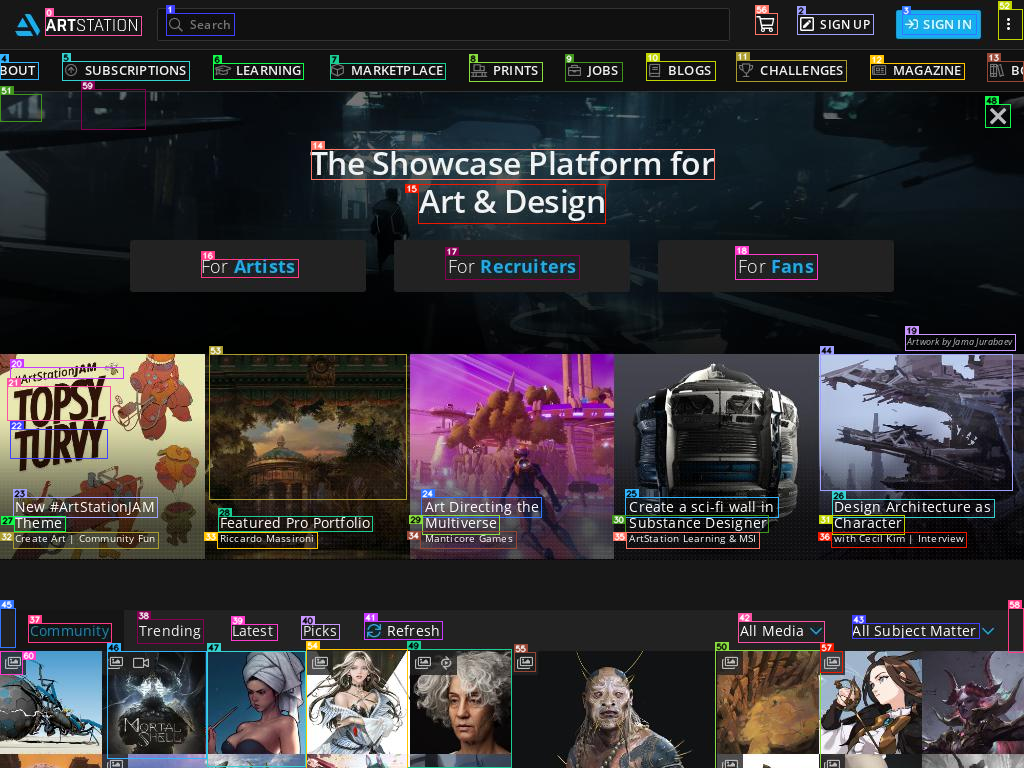 ARTSTATION
Search
SIGN UP
SIGN IN
BOUT
SUBSCRIPTIONS
LEARNING
MARKETPLACE
PRINTS
JOBS
BLOGS
CHALLENGES
MAGAZINE
BO
The Showcase Platform for
Art & Design
For Artists
For Recruiters
For Fans
Artwork by Jama Jurabaev
#ArtStationJAM
TOPSY
TURVY
New #ArtStationJAM
Theme
Create Art | Community Fun
Featured Pro Portfolio
Riccardo Massironi
Art Directing the
Multiverse
Manticore Games
Create a sci-fi wall in
Substance Designer
ArtStation Learning & MSI
Design Architecture as
Character
with Cecil Kim | Interview
Community
Trending
Latest
Picks
Refresh
All Media
All Subject Matter
MORTAL
SHELL